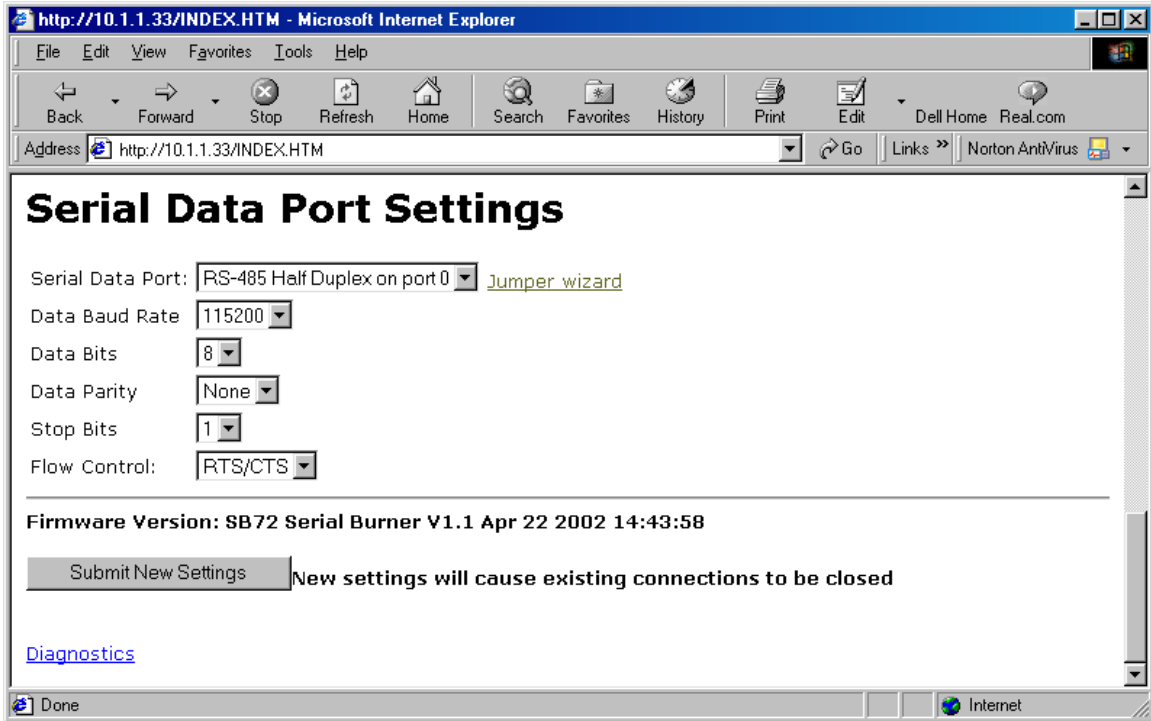 http://10.1.1.33/INDEX.HTM - Microsoft Internet Explorer
File Edit View Favorites Tools Help
Back Forward Stop Refresh Home Search Favorites History Print Edit Dell Home Real.com
Address http://10.1.1.33/INDEX.HTM Go Links » Norton AntiVirus
Serial Data Port Settings
Serial Data Port: RS-485 Half Duplex on port 0 Jumper wizard
Data Baud Rate 115200
Data Bits 8
Data Parity None
Stop Bits 1
Flow Control: RTS/CTS
Firmware Version: SB72 Serial Burner V1.1 Apr 22 2002 14:43:58
Submit New Settings New settings will cause existing connections to be closed
Diagnostics
Done Internet